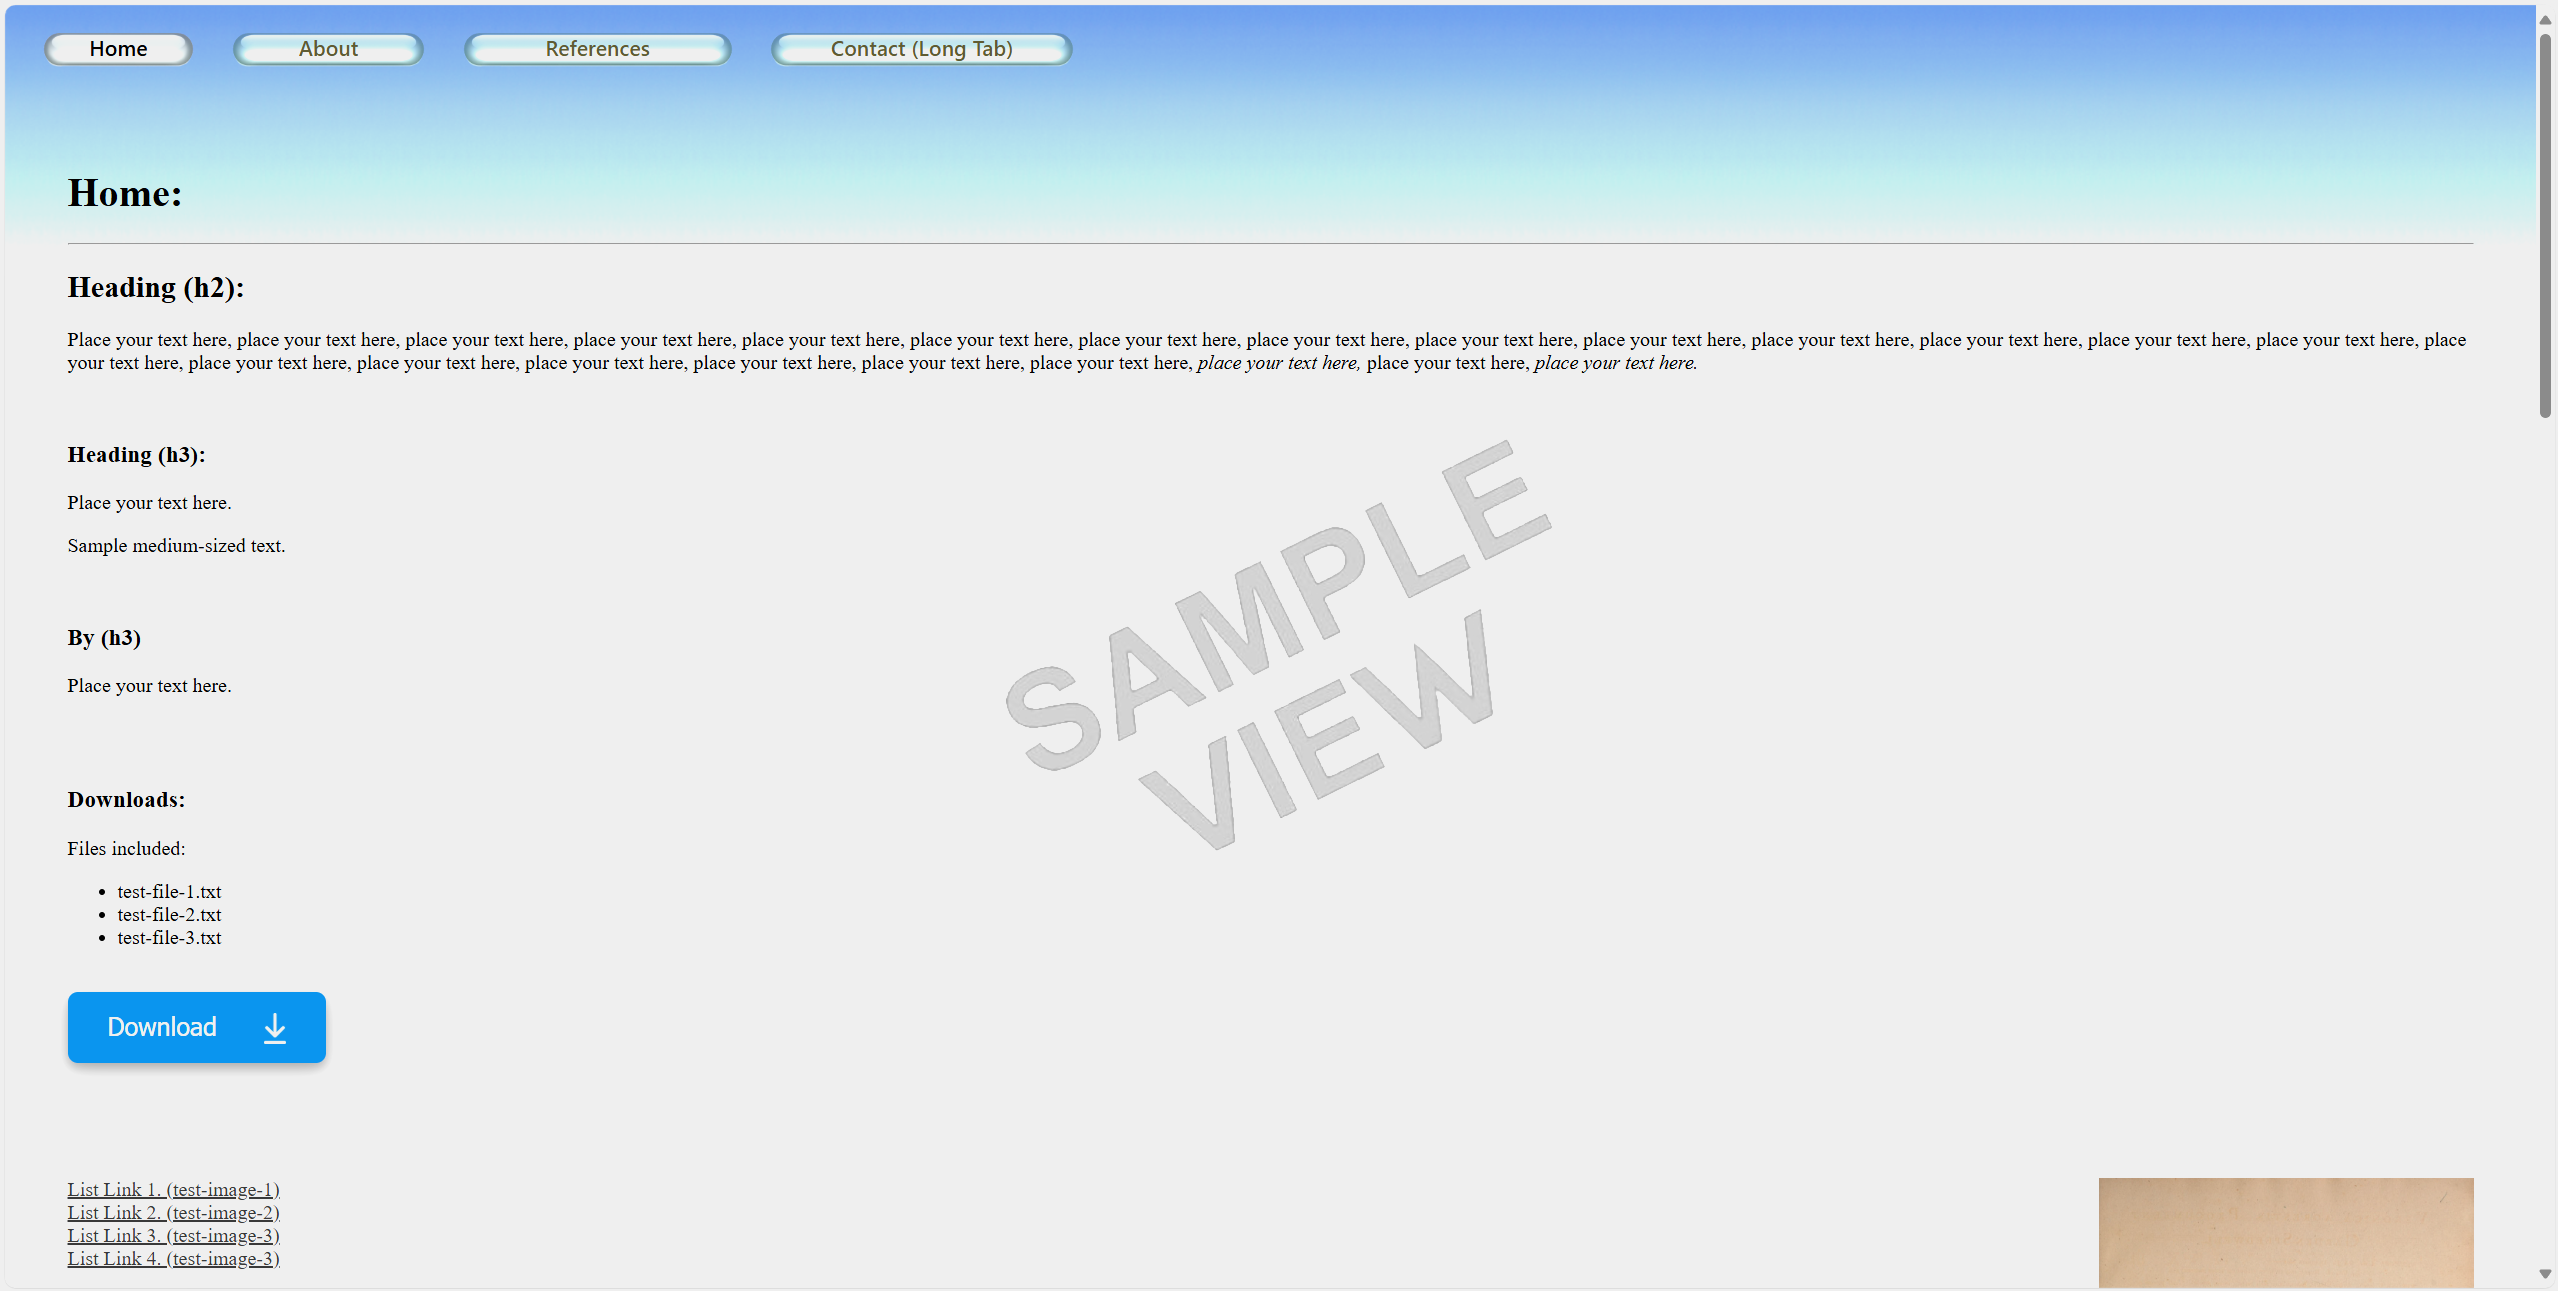 Home
About
References
Contact (Long Tab)
Home:
Heading (h2):
Place your text here, place your text here, place your text here, place your text here, place your text here, place your text here, place your text here, place your text here, place your text here, place your text here, place your text here, place your text here, place your text here, place your text here, place
your text here, place your text here, place your text here, place your text here, place your text here, place your text here, place your text here, place your text here, place your text here, place your text here.
Heading (h3):
Place your text here.
Sample medium-sized text.
By (h3)
Place your text here.
SAMPLE
VIEW
Downloads:
Files included:
• test-file-1.txt
• test-file-2.txt
• test-file-3.txt
Download
List Link 1. (test-image-1)
List Link 2. (test-image-2)
List Link 3. (test-image-3)
List Link 4. (test-image-3)